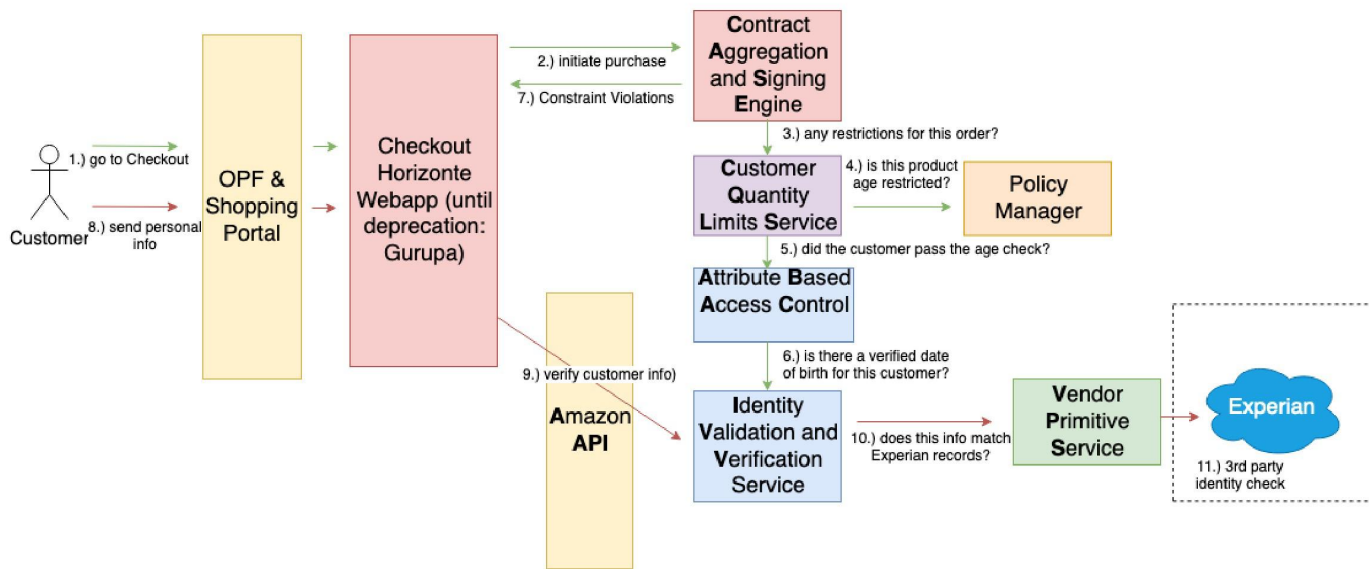 1.) go to Checkout
Customer
8.) send personal
info
OPF &
Shopping
Portal
Checkout
Horizonte
Webapp (until
deprecation:
Gurupa)
2.) initiate purchase
7.) Constraint Violations
Contract
Aggregation
and Signing
Engine
3.) any restrictions for this order?
Customer
Quantity
Limits Service
4.) is this product
age restricted?
Policy
Manager
5.) did the customer pass the age check?
Attribute Based
Access Control
6.) is there a verified date
of birth for this customer?
9.) verify customer info)
Amazon
API
Identity
Validation and
Verification
Service
10.) does this info match
Experian records?
Vendor
Primitive
Service
Experian
11.) 3rd party
identity check